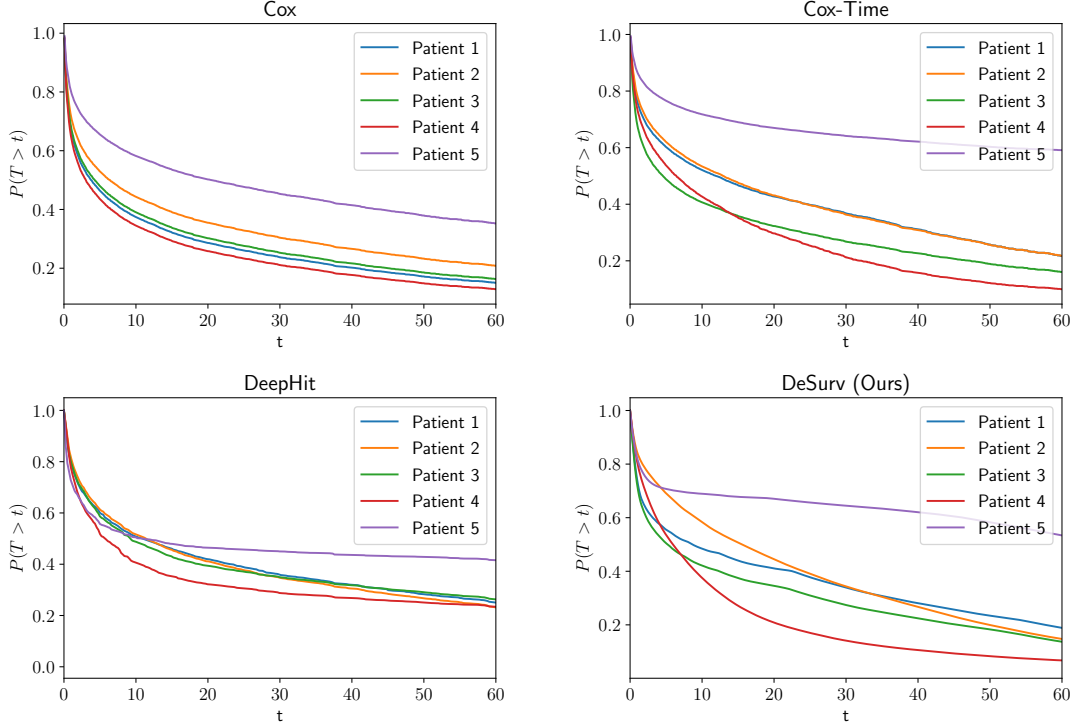 Cox
1.0
0.8
0.6
0.4
0.2
P(T > t)
0 10 20 30 40 50 60
t
Patient 1
Patient 2
Patient 3
Patient 4
Patient 5
Cox-Time
1.0
0.8
0.6
0.4
0.2
P(T > t)
0 10 20 30 40 50 60
t
Patient 1
Patient 2
Patient 3
Patient 4
Patient 5
DeepHit
1.0
0.8
0.6
0.4
0.2
0.0
P(T > t)
0 10 20 30 40 50 60
t
Patient 1
Patient 2
Patient 3
Patient 4
Patient 5
DeSurv (Ours)
1.0
0.8
0.6
0.4
0.2
P(T > t)
0 10 20 30 40 50 60
t
Patient 1
Patient 2
Patient 3
Patient 4
Patient 5